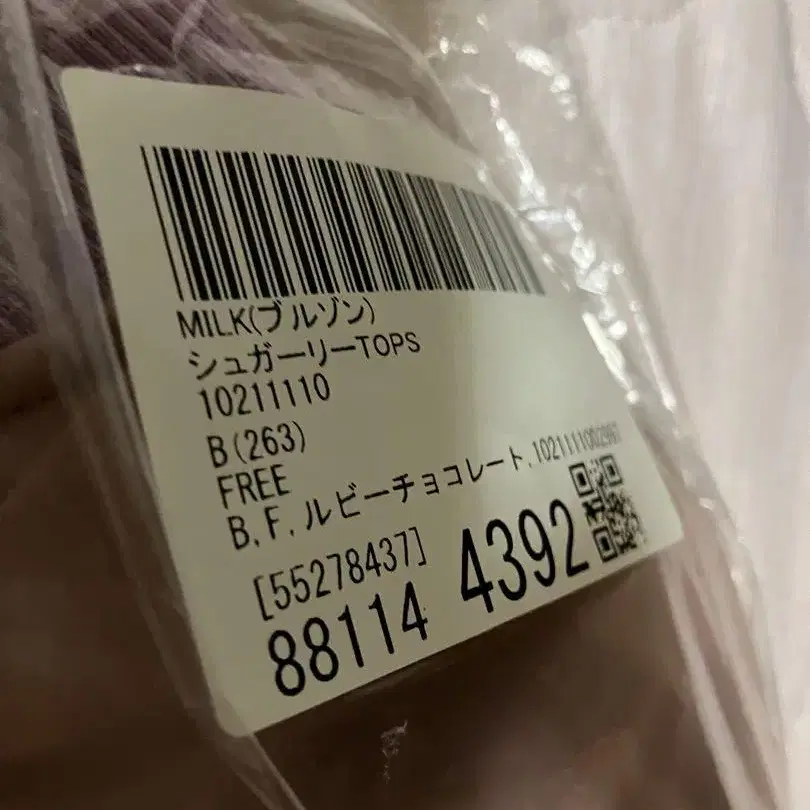 MILK(ブルゾン)
シュガーリーTOPS
10211110
B(263)
FREE
B.F.ルビーチョコレート.
[55278437]
88114 4392